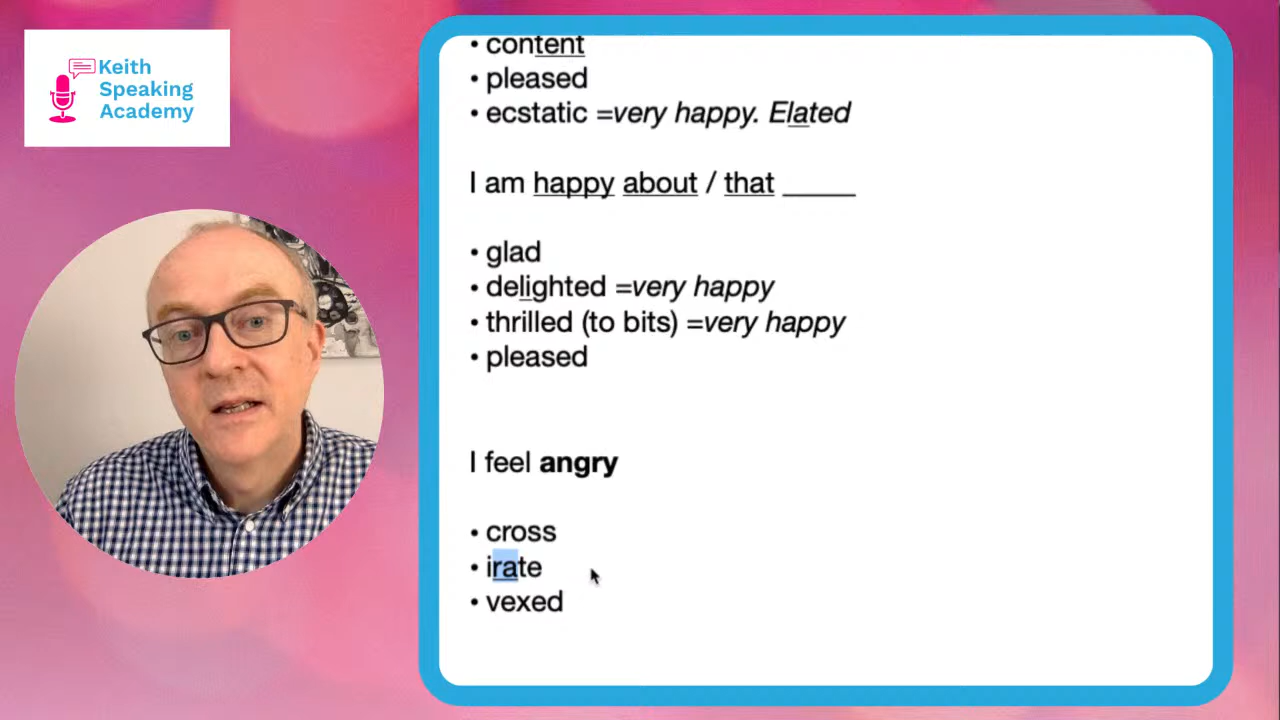 Keith
Speaking
Academy
• content
• pleased
• ecstatic =very happy. Elated
I am happy about / that _____
• glad
• delighted =very happy
• thrilled (to bits) =very happy
• pleased
I feel angry
• cross
• irate
• vexed